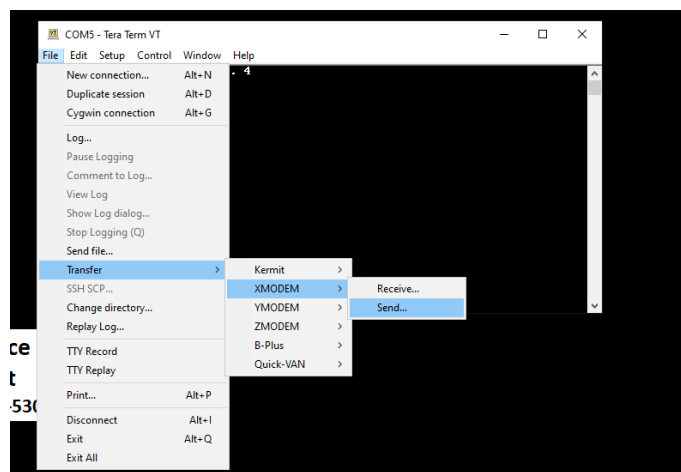 COM5 - Tera Term VT
File Edit Setup Control Window Help
. 4
New connection... Alt+N
Duplicate session Alt+D
Cygwin connection Alt+G
Log...
Pause Logging
Comment to Log...
View Log
Show Log dialog...
Stop Logging (Q)
Send file...
Transfer
SSH SCP...
Change directory...
Replay Log...
TTY Record
TTY Replay
Print... Alt+P
Disconnect Alt+I
Exit Alt+Q
Exit All
Kermit
XMODEM
YMODEM
ZMODEM
B-Plus
Quick-VAN
Receive...
Send...
ce
t
-530